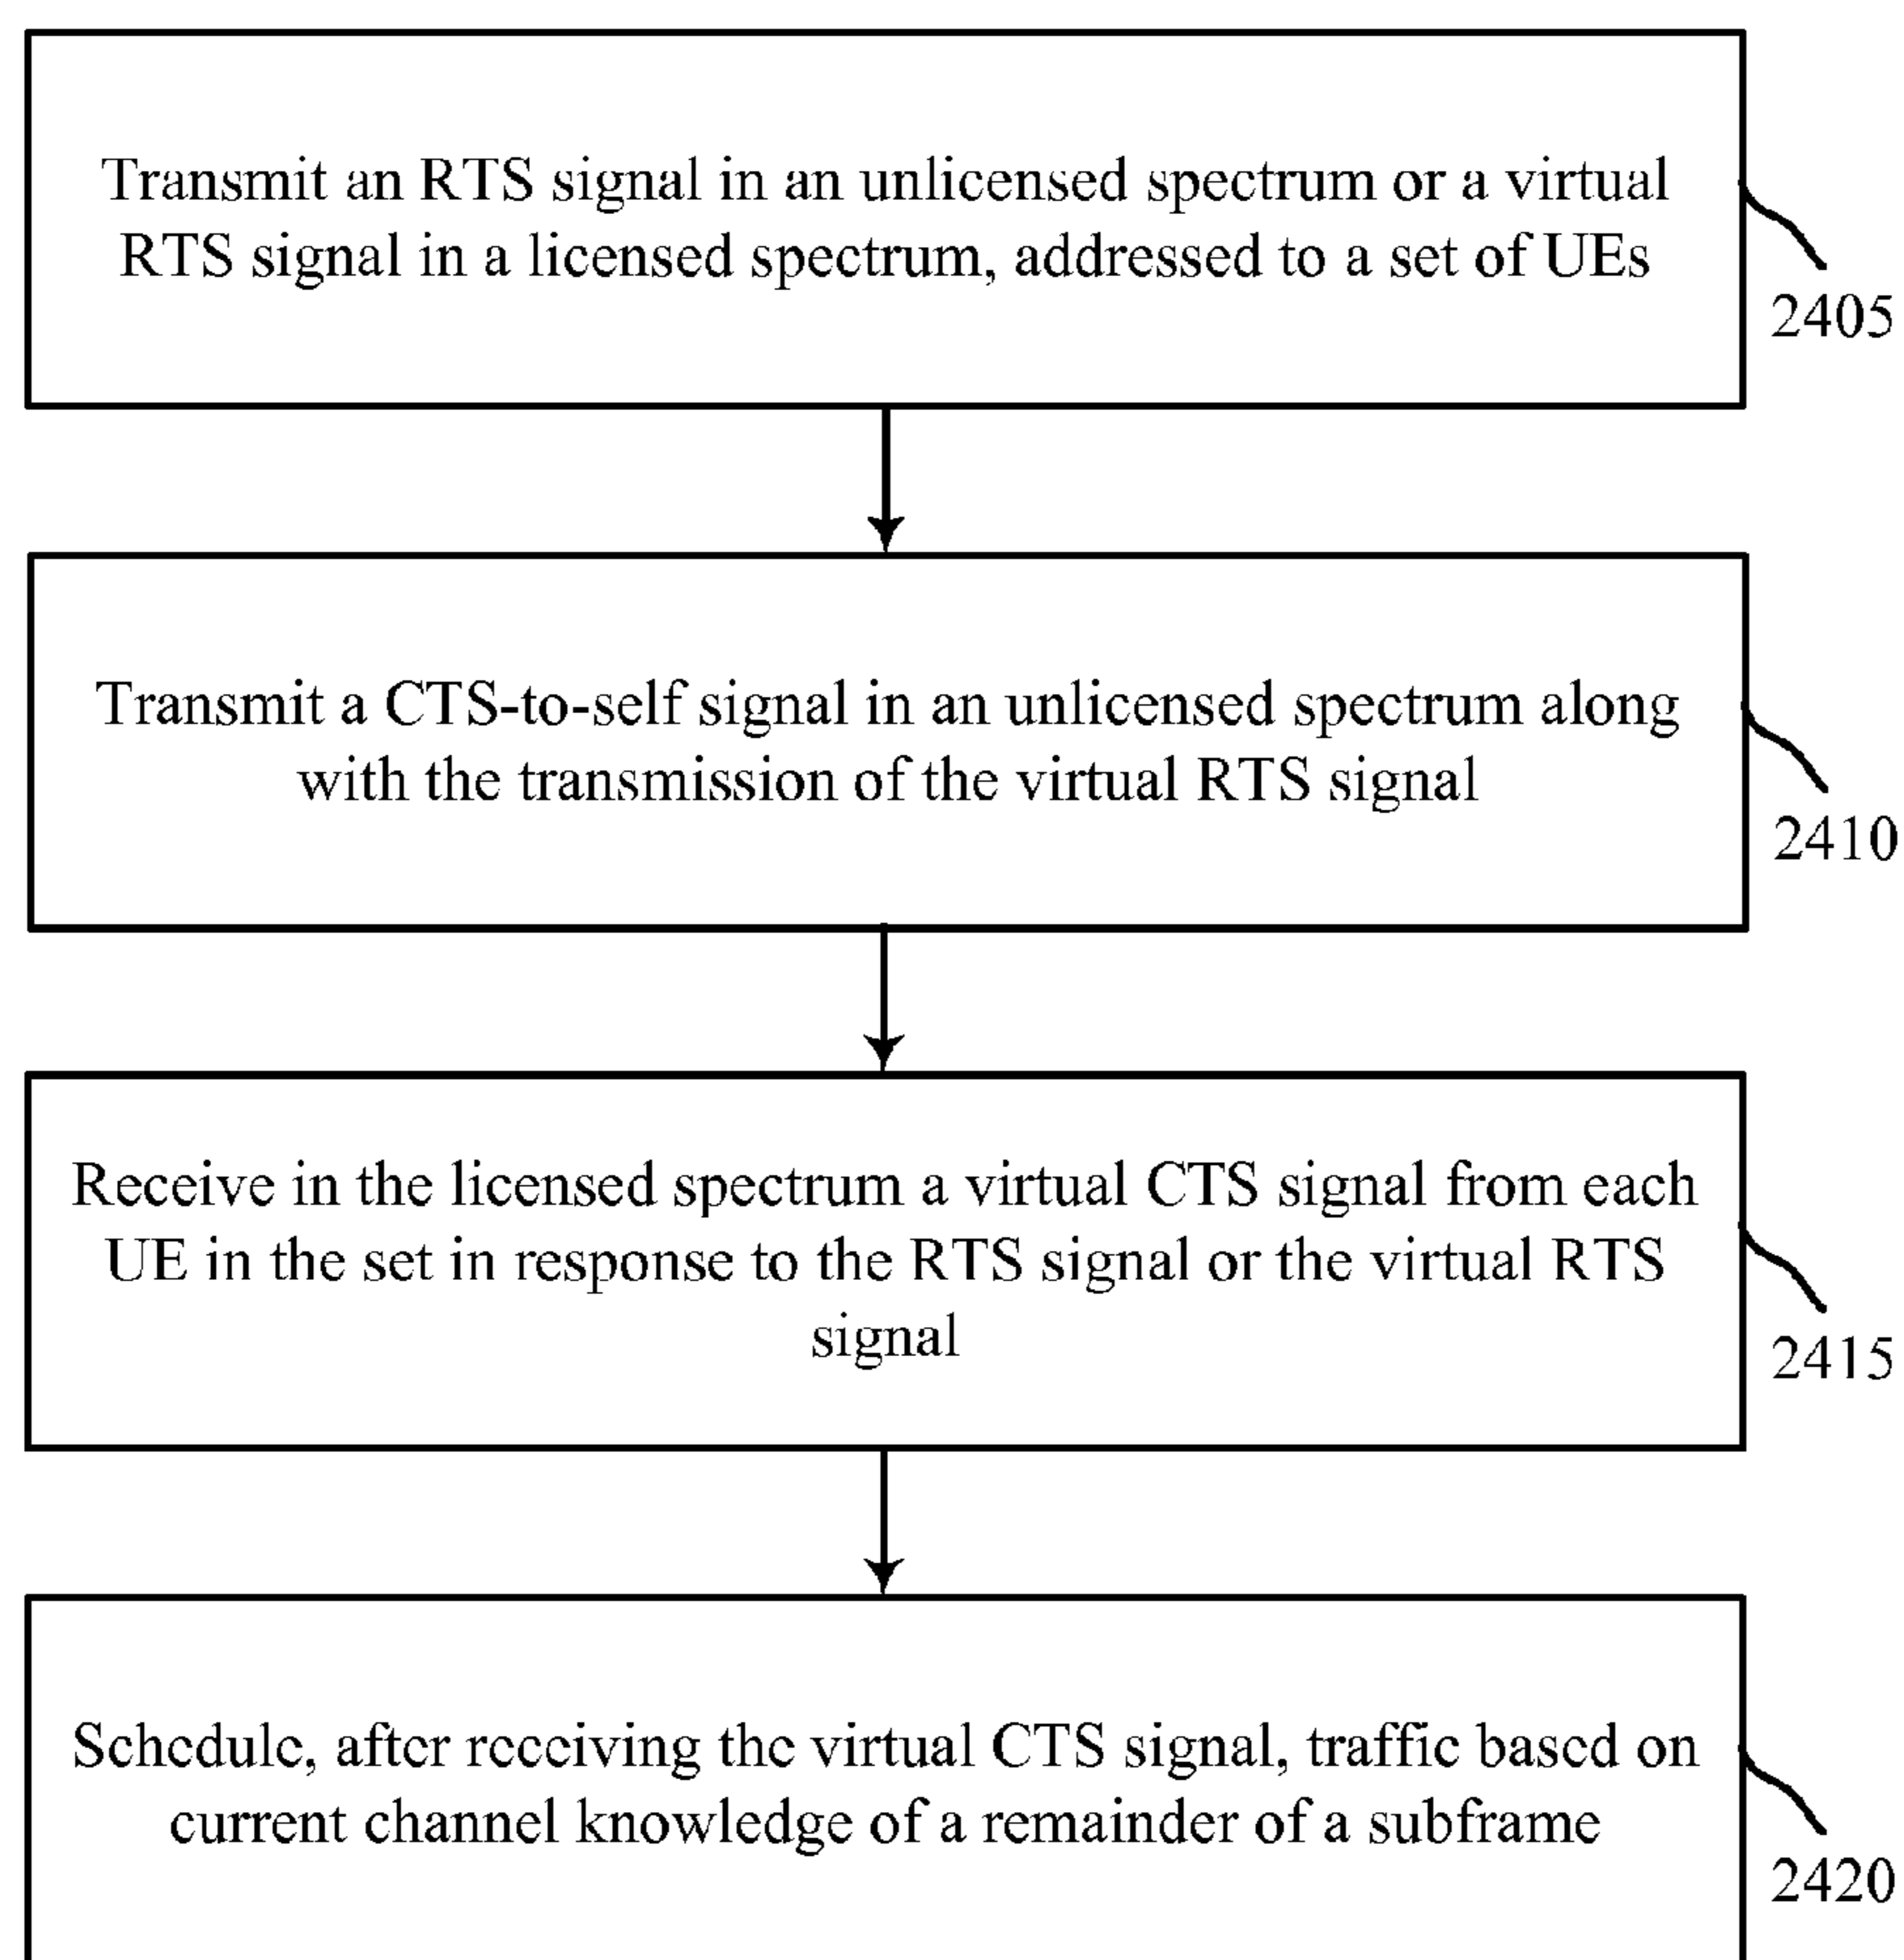 Transmit an RTS signal in an unlicensed spectrum or a virtual
RTS signal in a licensed spectrum, addressed to a set of UEs
2405
Transmit a CTS-to-self signal in an unlicensed spectrum along
with the transmission of the virtual RTS signal
2410
Receive in the licensed spectrum a virtual CTS signal from each
UE in the set in response to the RTS signal or the virtual RTS
signal
2415
Schedule, after receiving the virtual CTS signal, traffic based on
current channel knowledge of a remainder of a subframe
2420